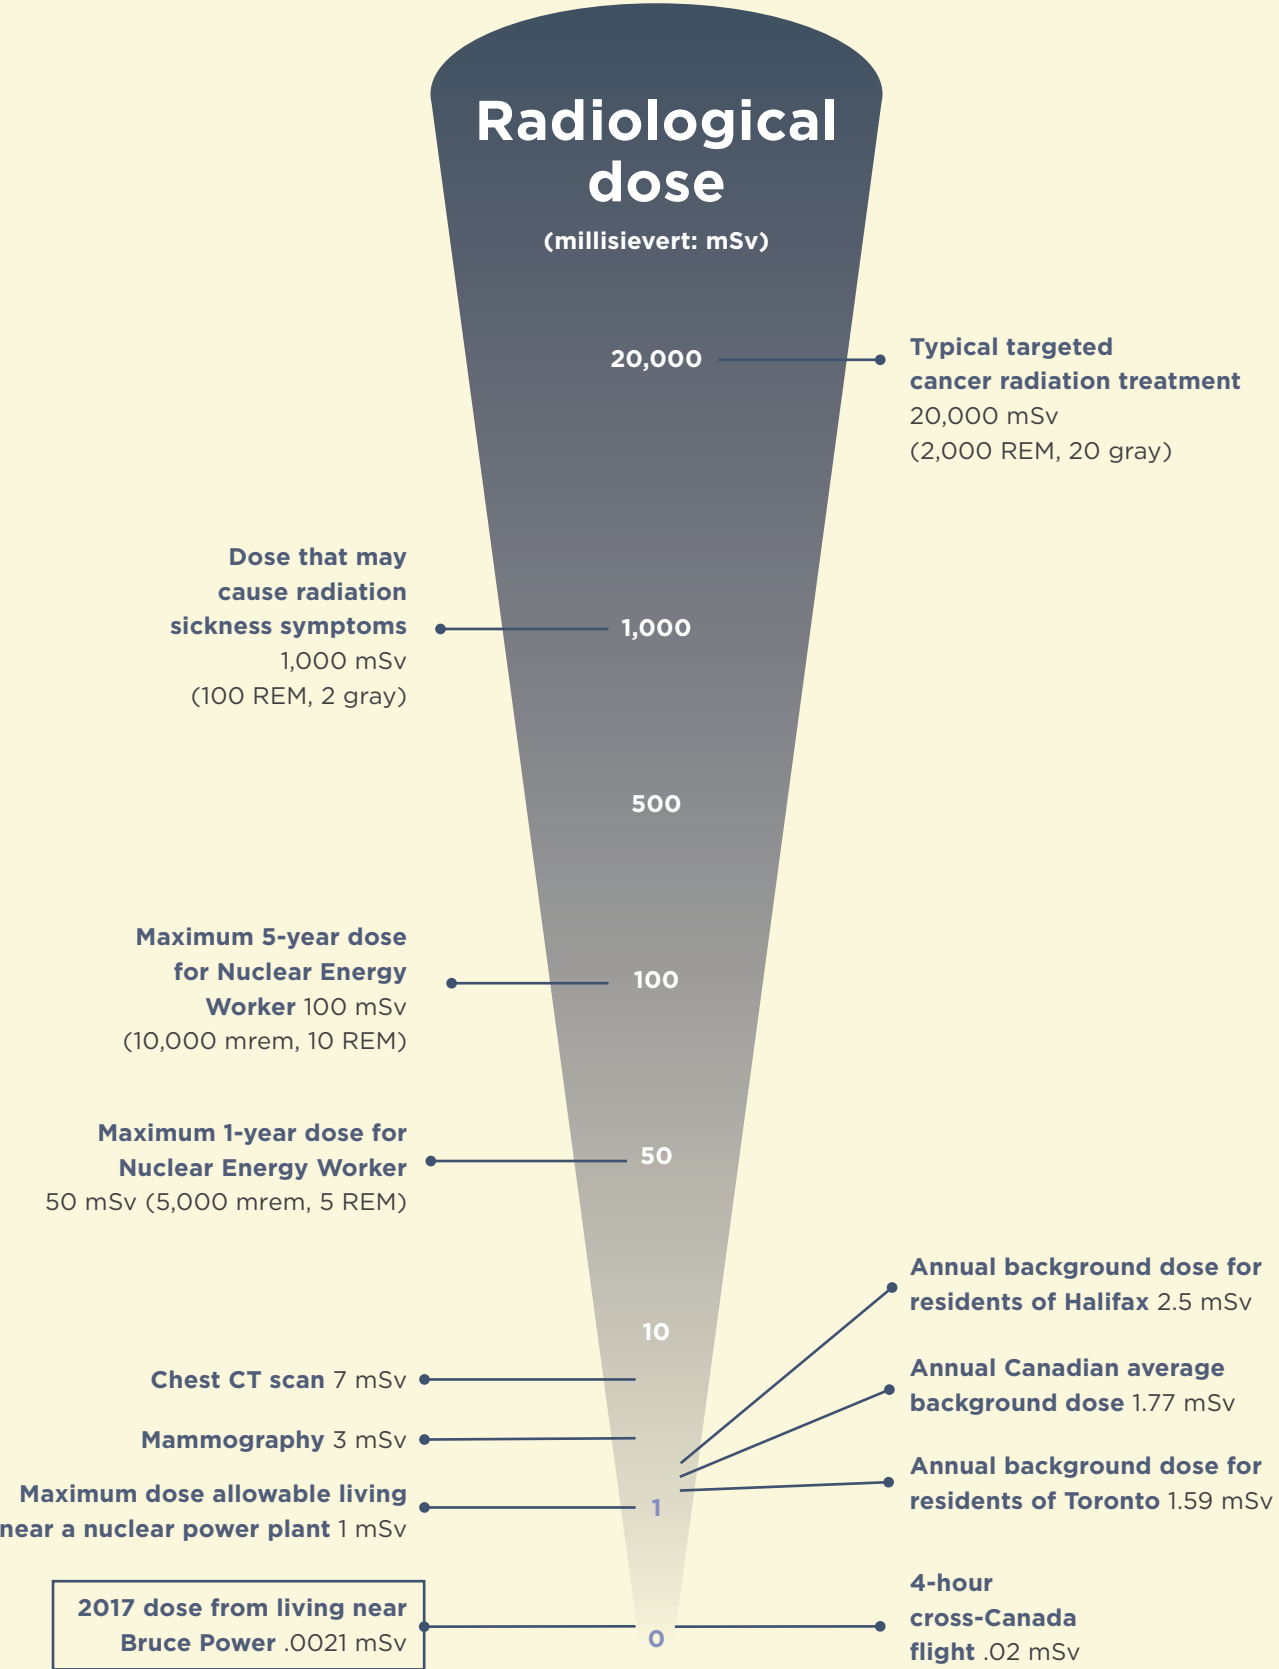 Radiological
dose
(millisievert: mSv)
20,000
Typical targeted
cancer radiation treatment
20,000 mSv
(2,000 REM, 20 gray)
Dose that may
cause radiation
sickness symptoms
1,000 mSv
(100 REM, 2 gray)
1,000
500
Maximum 5-year dose
for Nuclear Energy
Worker 100 mSv
(10,000 mrem, 10 REM)
100
Maximum 1-year dose for
Nuclear Energy Worker
50 mSv (5,000 mrem, 5 REM)
50
Annual background dose for
residents of Halifax 2.5 mSv
10
Chest CT scan 7 mSv
Annual Canadian average
background dose 1.77 mSv
Mammography 3 mSv
Annual background dose for
residents of Toronto 1.59 mSv
Maximum dose allowable living
near a nuclear power plant 1 mSv
1
2017 dose from living near
Bruce Power .0021 mSv
0
4-hour
cross-Canada
flight .02 mSv